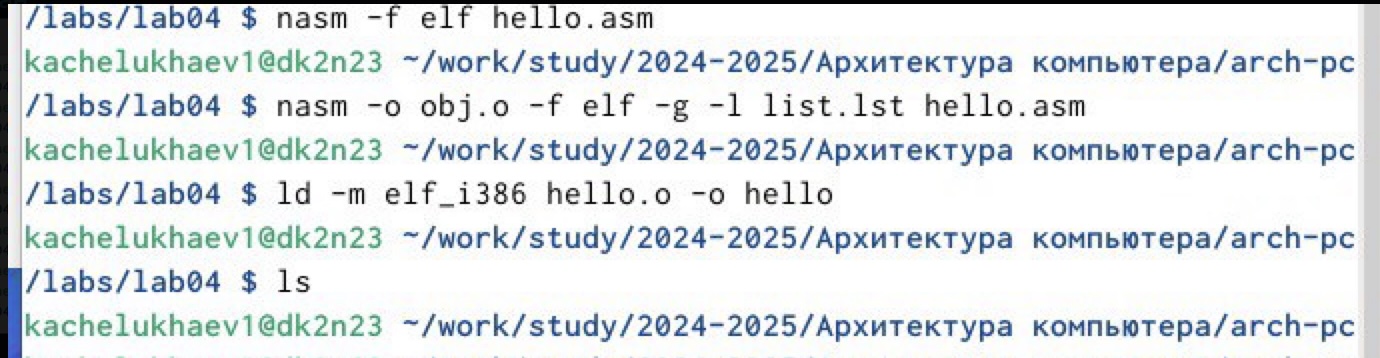 /labs/lab04 $ nasm -f elf hello.asm
kachelukhaev1@dk2n23 ~/work/study/2024-2025/Архитектура компьютера/arch-pc
/labs/lab04 $ nasm -o obj.o -f elf -g -l list.lst hello.asm
kachelukhaev1@dk2n23 ~/work/study/2024-2025/Архитектура компьютера/arch-pc
/labs/lab04 $ ld -m elf_i386 hello.o -o hello
kachelukhaev1@dk2n23 ~/work/study/2024-2025/Архитектура компьютера/arch-pc
/labs/lab04 $ ls
kachelukhaev1@dk2n23 ~/work/study/2024-2025/Архитектура компьютера/arch-pc